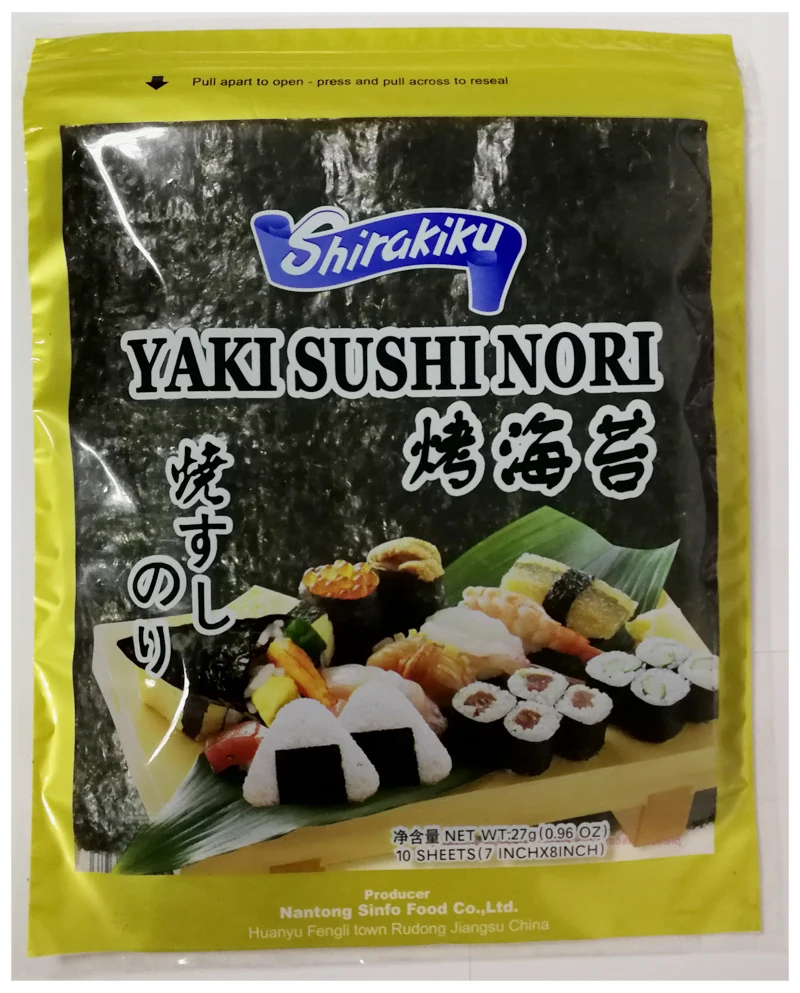 Pull apart to open - press and pull across to reseal
Shirakiku
YAKI SUSHI NORI
烤海苔
焼すし
のり
净含量 NET WT:27g(0.96 OZ)
10 SHEETS(7 INCHX8INCH)
Producer
Nantong Sinfo Food Co.,Ltd.
Huanyu Fengli town Rudong Jiangsu China